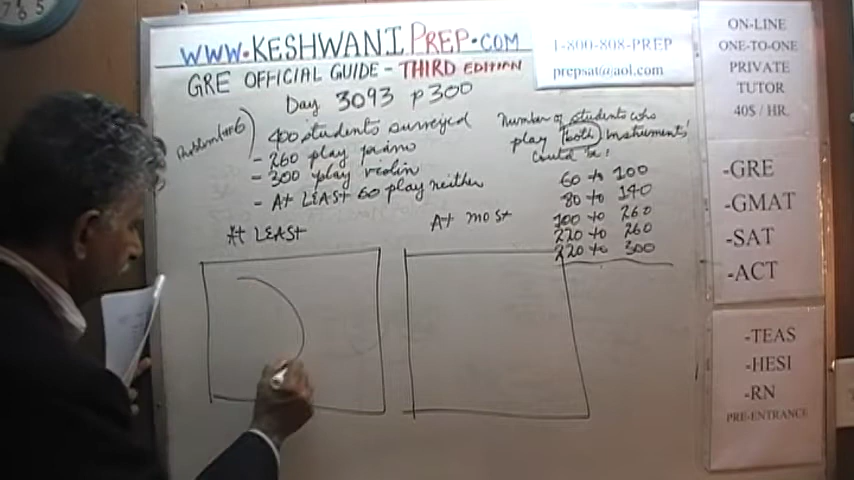 7 6 5
WWW.KESHWANIPREP.COM
GRE OFFICIAL GUIDE - THIRD EDITION
Day 3093 p300
Problem #6
400 students surveyed
- 260 play piano
- 300 play violin
- At LEAST 60 play neither
Number of students who
play both instruments
could be:
60 to 100
80 to 140
100 to 260
220 to 260
220 to 300
At LEAST
At most
1-800-808-PREP
prepsat@aol.com
ON-LINE
ONE-TO-ONE
PRIVATE
TUTOR
40$ / HR.
-GRE
-GMAT
-SAT
-ACT
-TEAS
-HESI
-RN
PRE-ENTRANCE